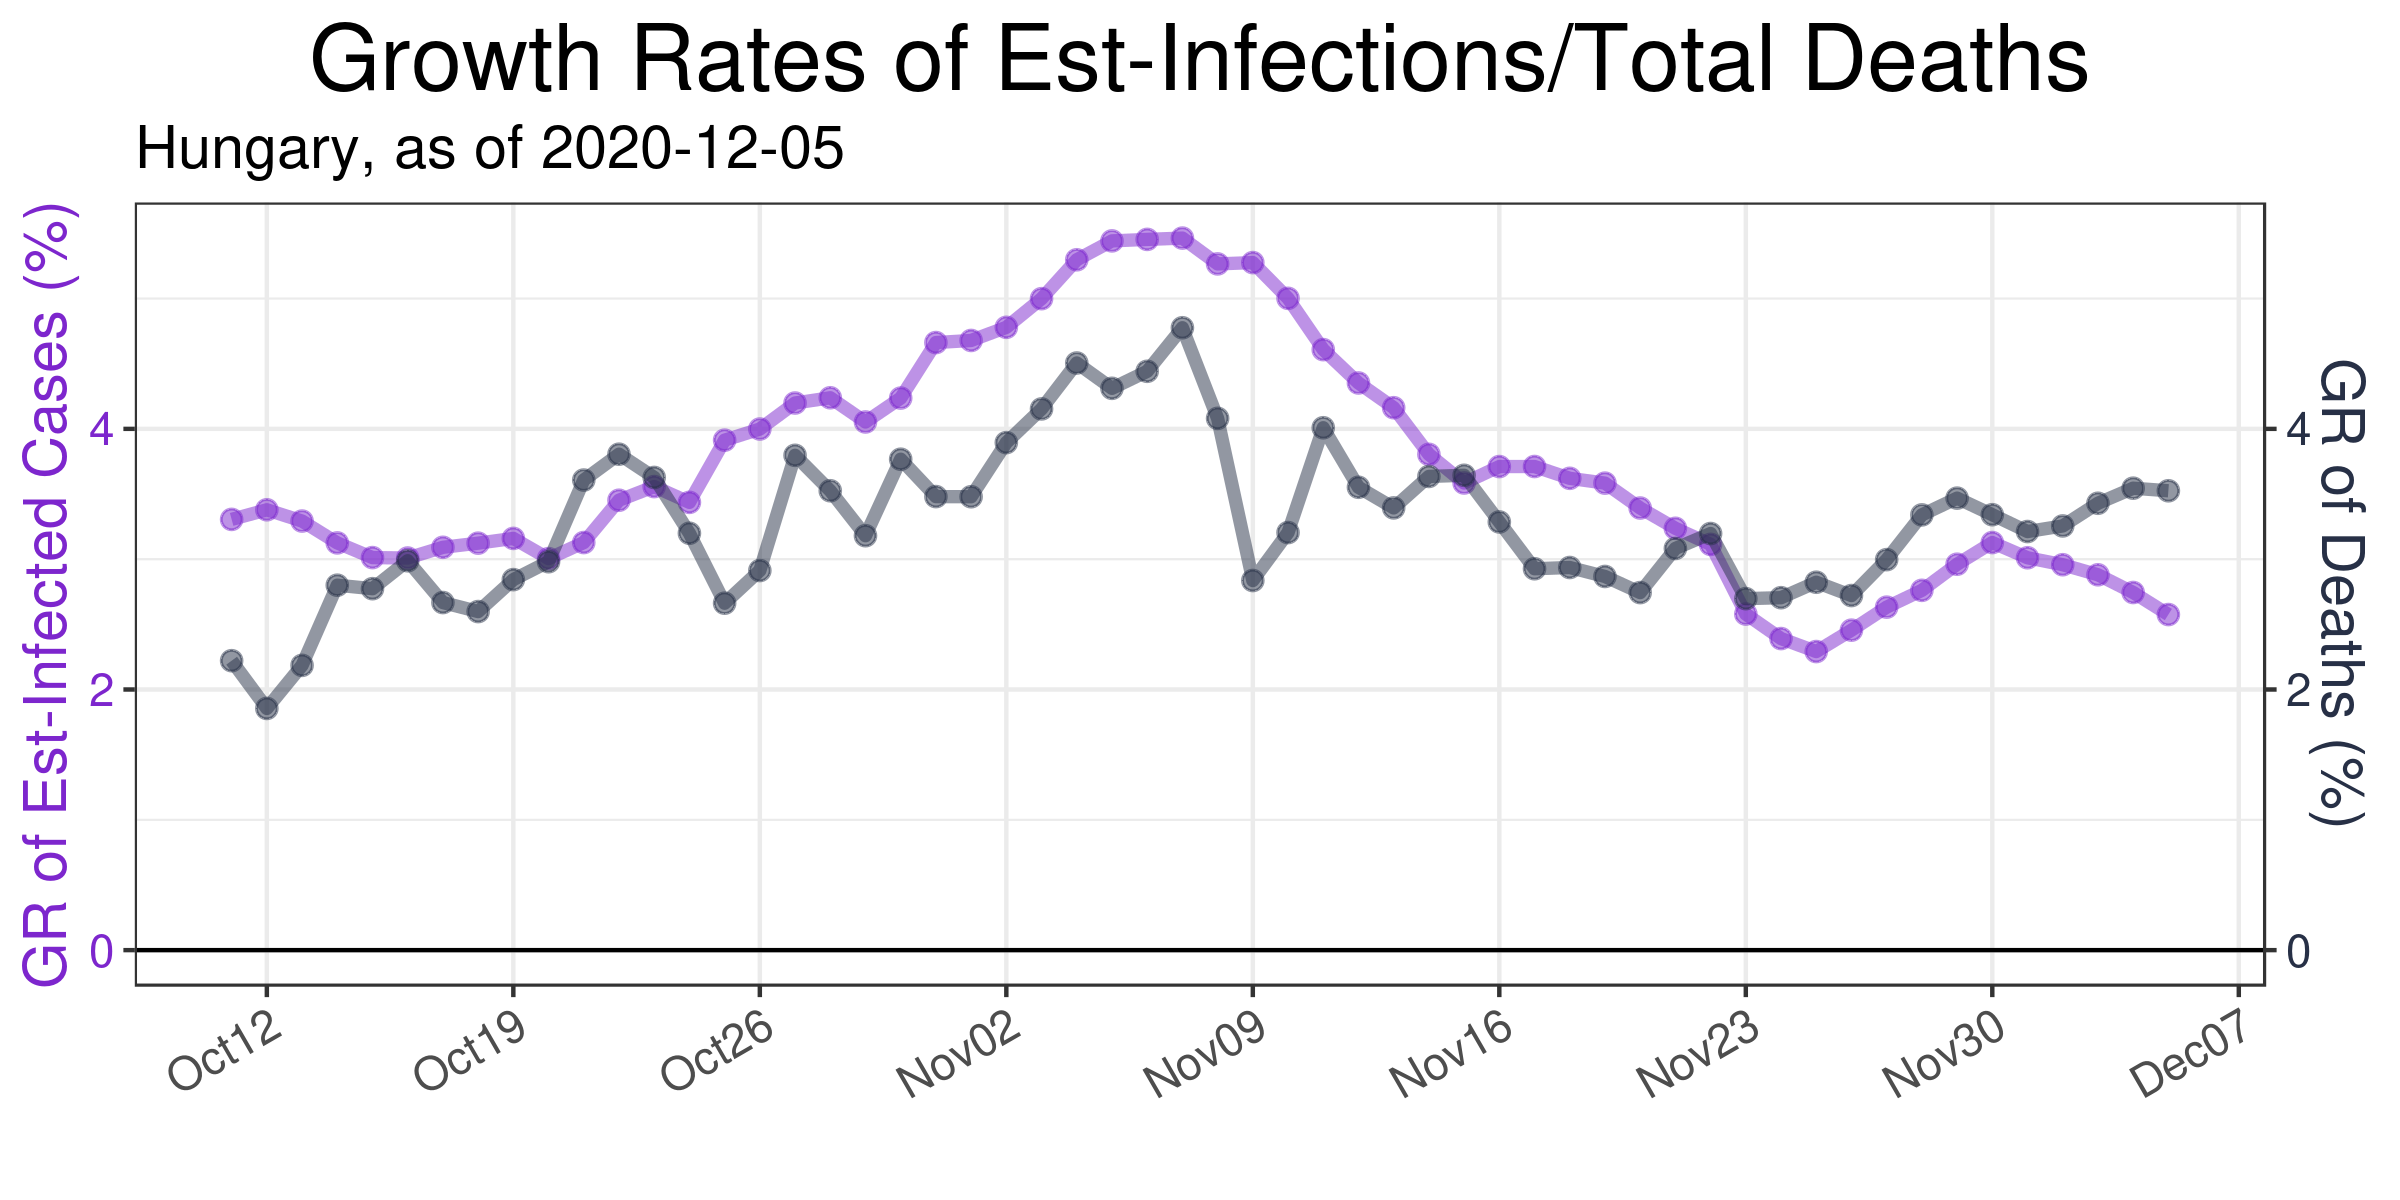 Growth Rates of Est-Infections/Total Deaths
Hungary, as of 2020-12-05
GR of Est-Infected Cases (%)
4
2
0
4
2
0
GR of Deaths (%)
Oct12
Oct19
Oct26
Nov02
Nov09
Nov16
Nov23
Nov30
Dec07